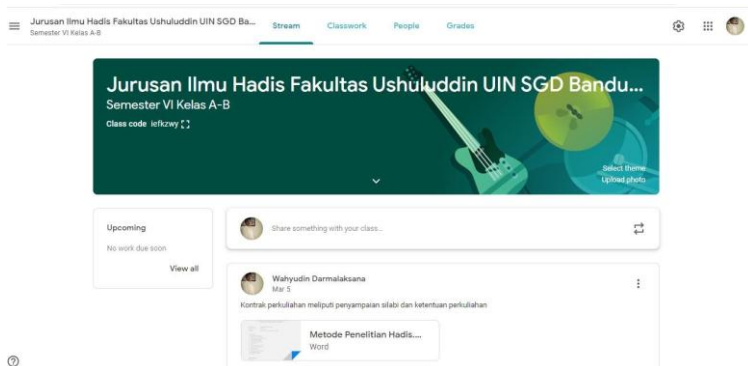 Jurusan Ilmu Hadis Fakultas Ushuluddin UIN SGD Ba...
Semester VI Kelas A-B
Stream
Classwork
People
Grades
Jurusan Ilmu Hadis Fakultas Ushuluddin UIN SGD Bandu...
Semester VI Kelas A-B
Class code iefkzwy
Select theme
Upload photo
Upcoming
No work due soon
View all
Share something with your class...
Wahyudin Darmalaksana
Mar 5
Kontrak perkuliahan meliputi penyampaian silabi dan ketentuan perkuliahan
Metode Penelitian Hadis....
Word